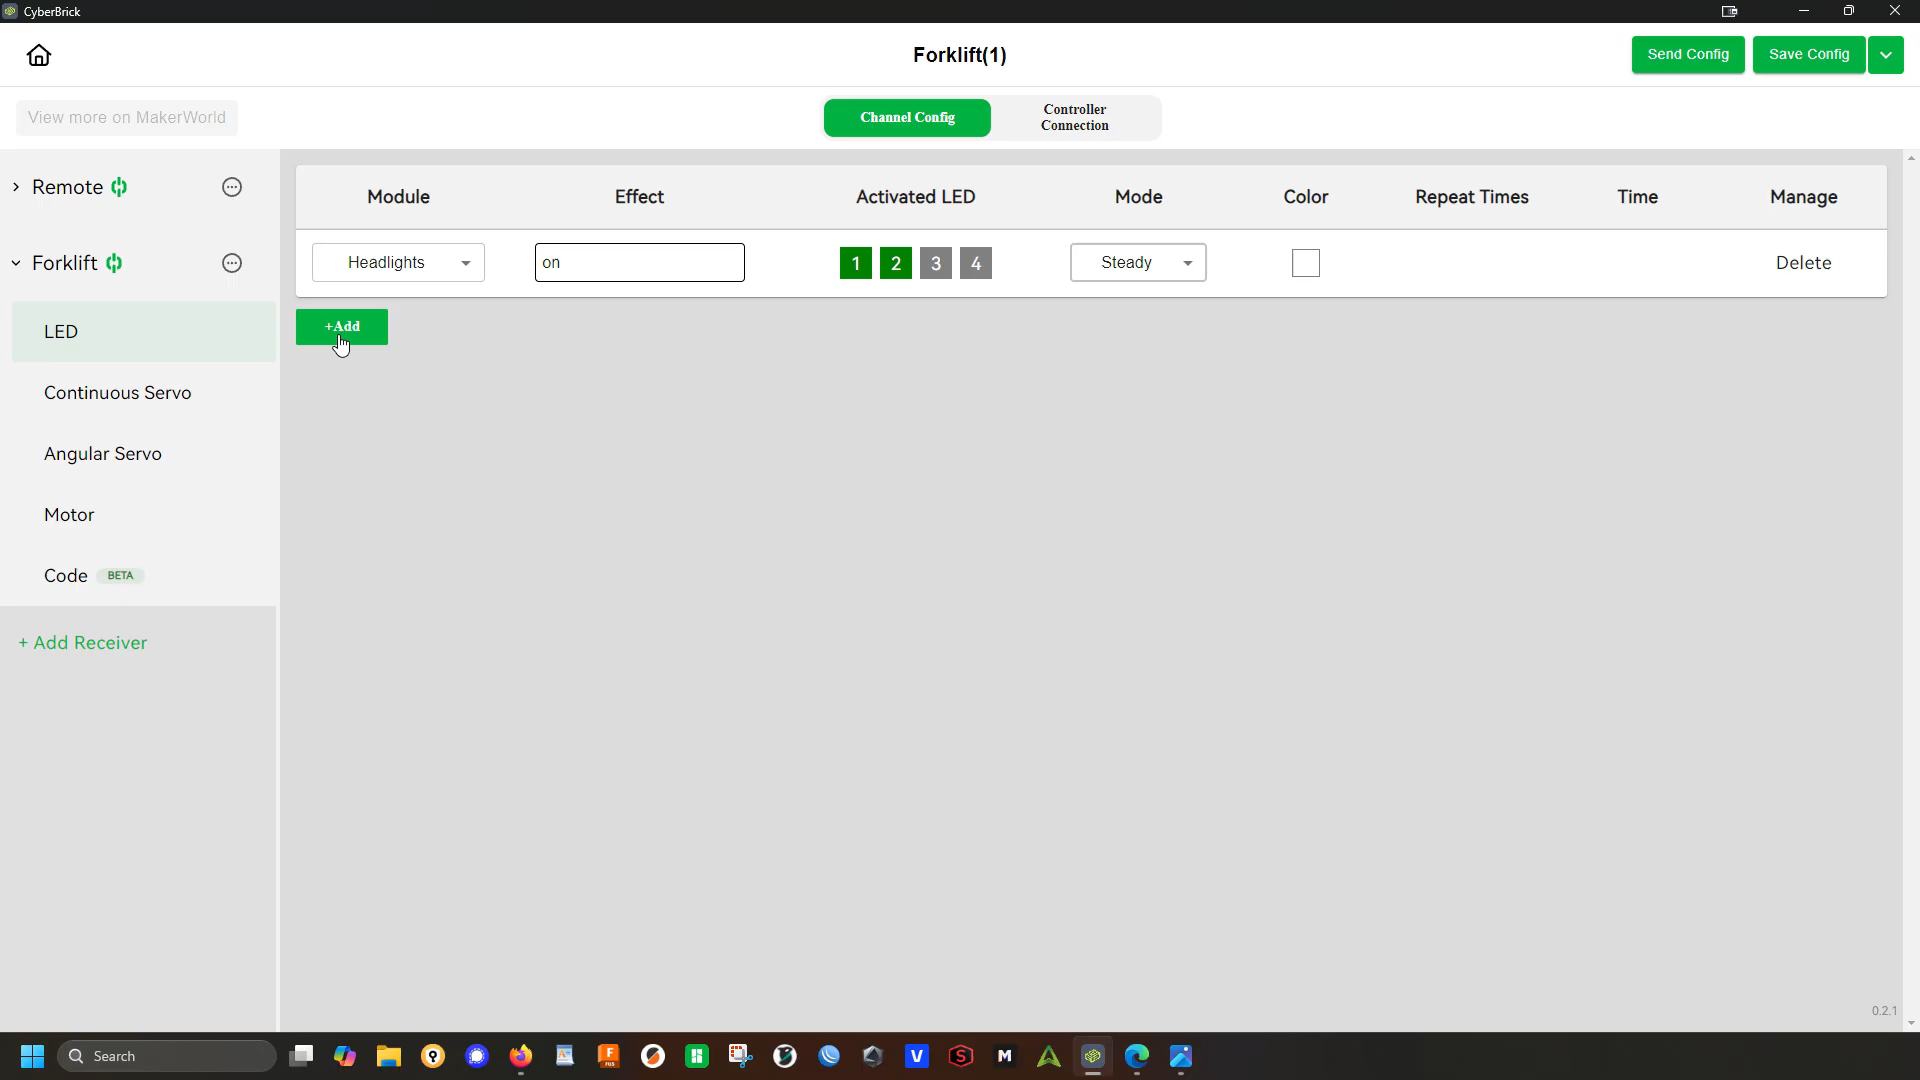 CyberBrick
Forklift(1)
Send Config
Save Config
View more on MakerWorld
Channel Config
Controller
Connection
Remote
Forklift
LED
Continuous Servo
Angular Servo
Motor
Code BETA
+ Add Receiver
Module Effect Activated LED Mode Color Repeat Times Time Manage
Headlights on 1 2 3 4 Steady Delete
+Add
0.2.1
Search